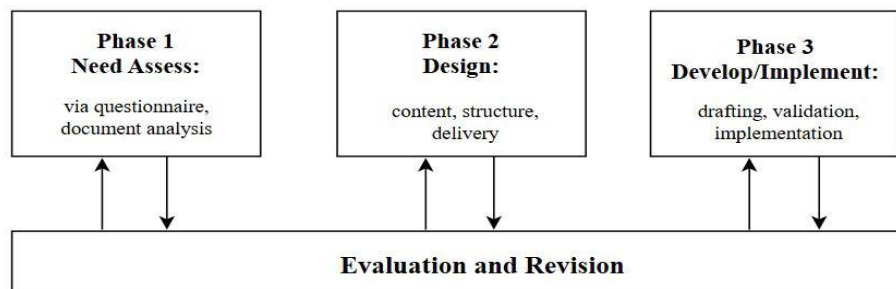 Phase 1
Need Assess:
via questionnaire,
document analysis
Phase 2
Design:
content, structure,
delivery
Phase 3
Develop/Implement:
drafting, validation,
implementation
Evaluation and Revision